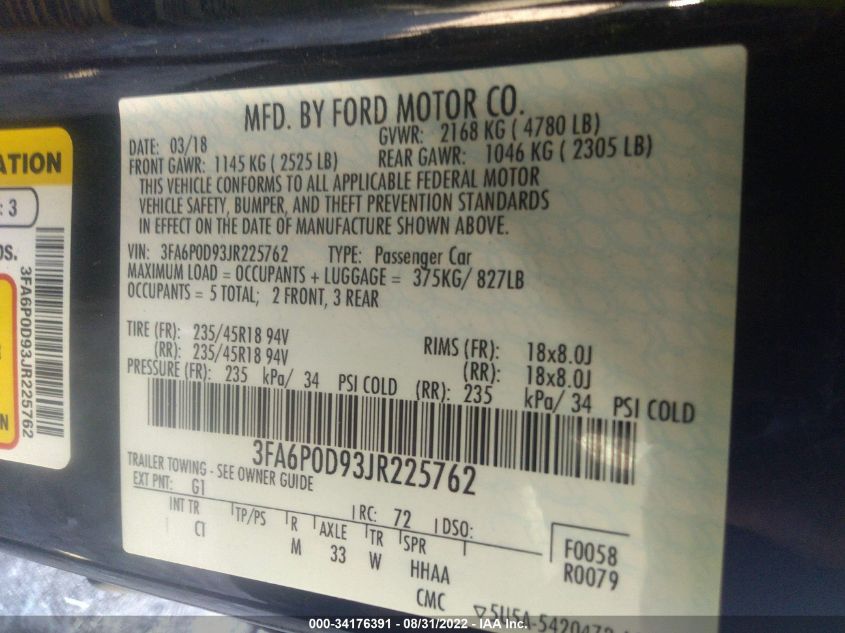 MFD. BY FORD MOTOR CO.
DATE: 03/18 GVWR: 2168 KG ( 4780 LB)
FRONT GAWR: 1145 KG ( 2525 LB) REAR GAWR: 1046 KG ( 2305 LB)
THIS VEHICLE CONFORMS TO ALL APPLICABLE FEDERAL MOTOR
VEHICLE SAFETY, BUMPER, AND THEFT PREVENTION STANDARDS
IN EFFECT ON THE DATE OF MANUFACTURE SHOWN ABOVE.
VIN: 3FA6P0D93JR225762 TYPE: Passenger Car
MAXIMUM LOAD = OCCUPANTS + LUGGAGE = 375KG/ 827LB
OCCUPANTS = 5 TOTAL; 2 FRONT, 3 REAR
TIRE (FR): 235/45R18 94V RIMS (FR): 18x8.0J
(RR): 235/45R18 94V (RR): 18x8.0J
PRESSURE (FR): 235 kPa/ 34 PSI COLD (RR): 235 kPa/ 34 PSI COLD
3FA6P0D93JR225762
TRAILER TOWING - SEE OWNER GUIDE
EXT PNT: G1 RC: 72 DSO:
INT TR TP/PS R AXLE TR SPR
CI M 33 W HHAA
CMC
F0058
R0079
ATION
: 3
OS.
3FA6P0D93JR225762
N
000-34176391 - 08/31/2022 - IAA Inc.